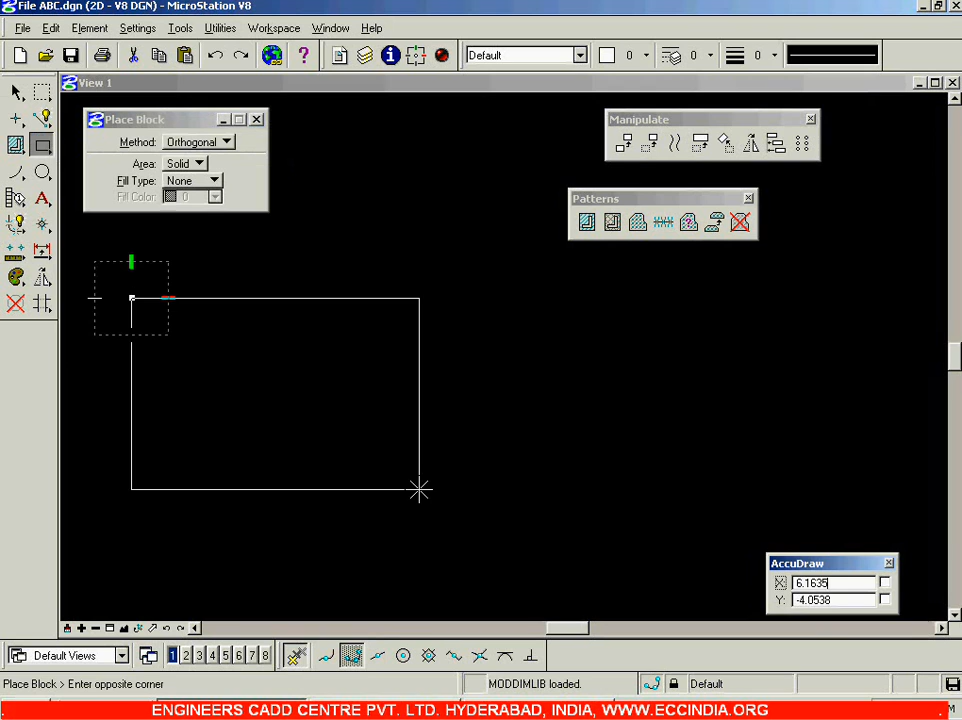 File ABC.dgn (2D - V8 DGN) - MicroStation V8
File Edit Element Settings Tools Utilities Workspace Window Help
Default 0 0 0
View 1
Place Block
Method: Orthogonal
Area: Solid
Fill Type: None
Fill Color: 0
Manipulate
Patterns
AccuDraw
X: 6.1635
Y: -4.0538
Default Views 1 2 3 4 5 6 7 8
Place Block > Enter opposite corner MODDIMLIB loaded. Default
ENGINEERS CADD CENTRE PVT. LTD. HYDERABAD, INDIA, WWW.ECCINDIA.ORG